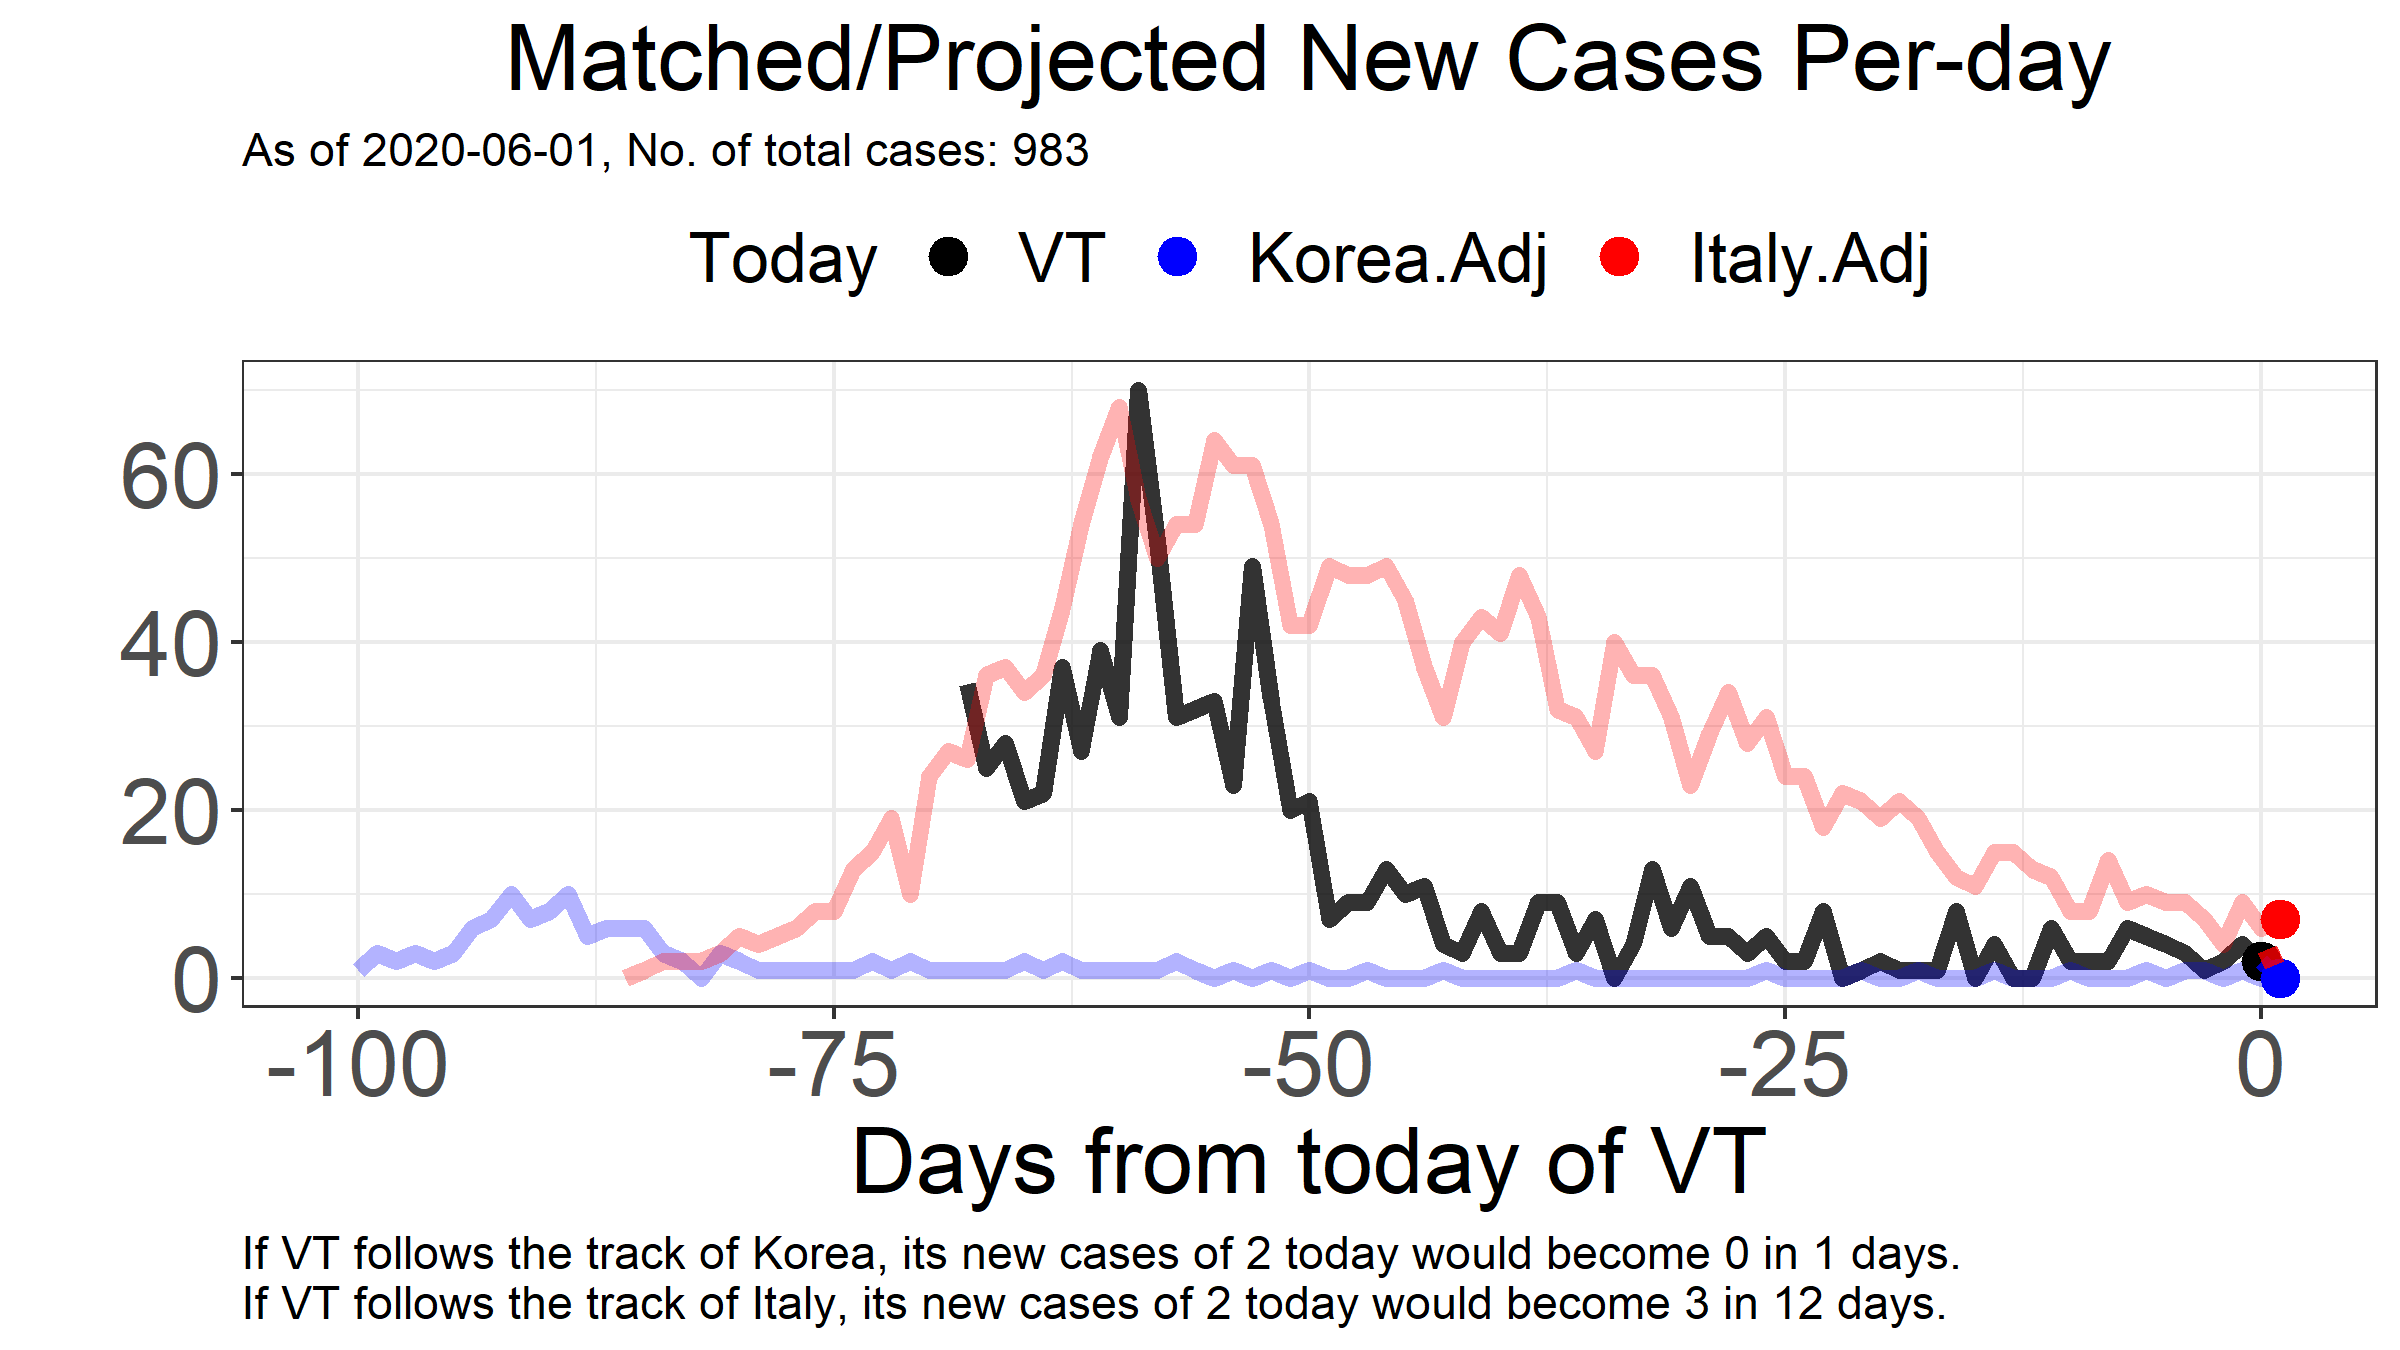 Matched/Projected New Cases Per-day
As of 2020-06-01, No. of total cases: 983
Today VT Korea.Adj Italy.Adj
60
40
20
0
-100 -75 -50 -25 0
Days from today of VT
If VT follows the track of Korea, its new cases of 2 today would become 0 in 1 days.
If VT follows the track of Italy, its new cases of 2 today would become 3 in 12 days.